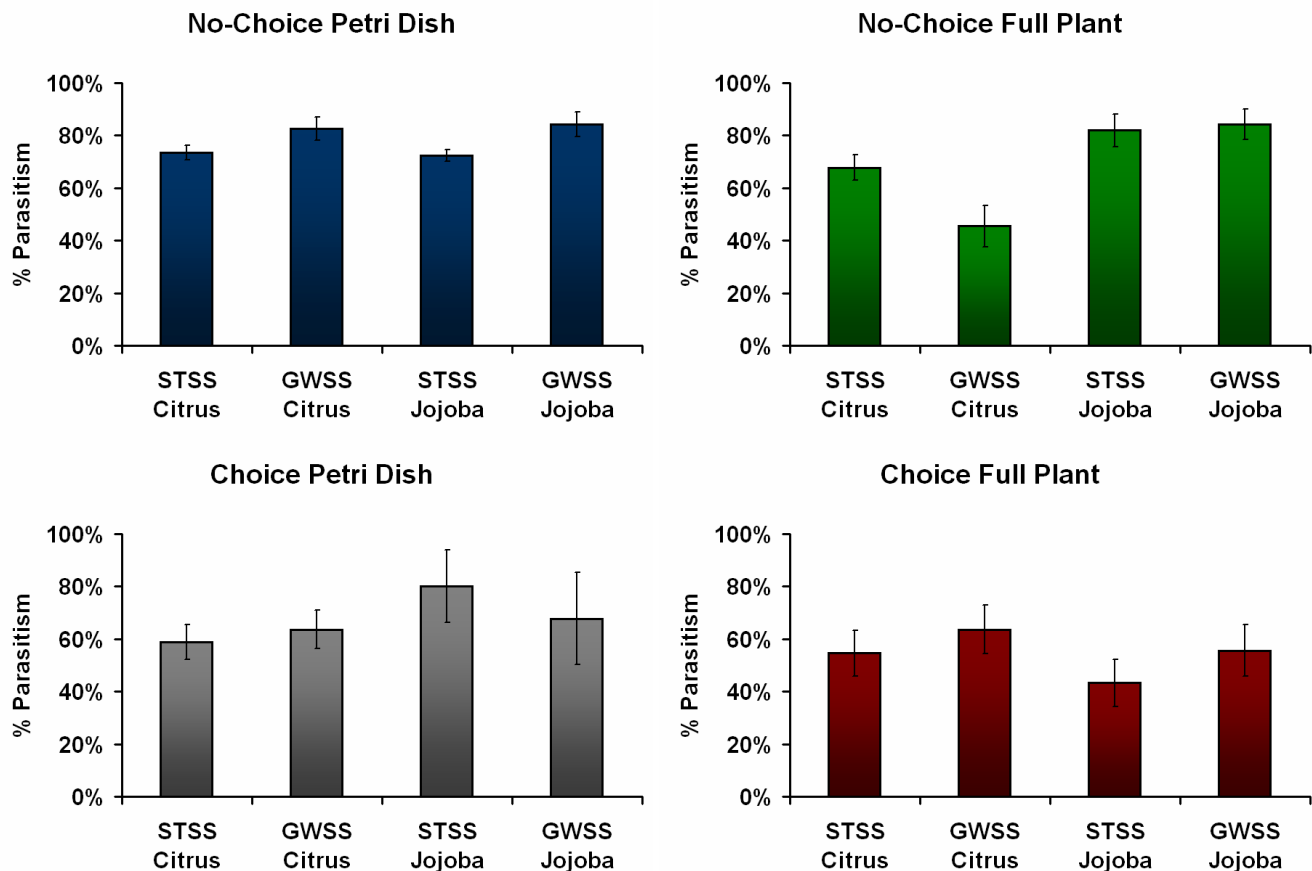 No-Choice Petri Dish
% Parasitism
100%
80%
60%
40%
20%
0%
STSS GWSS STSS GWSS
Citrus Citrus Jojoba Jojoba
No-Choice Full Plant
% Parasitism
100%
80%
60%
40%
20%
0%
STSS GWSS STSS GWSS
Citrus Citrus Jojoba Jojoba
Choice Petri Dish
% Parasitism
100%
80%
60%
40%
20%
0%
STSS GWSS STSS GWSS
Citrus Citrus Jojoba Jojoba
Choice Full Plant
% Parasitism
100%
80%
60%
40%
20%
0%
STSS GWSS STSS GWSS
Citrus Citrus Jojoba Jojoba